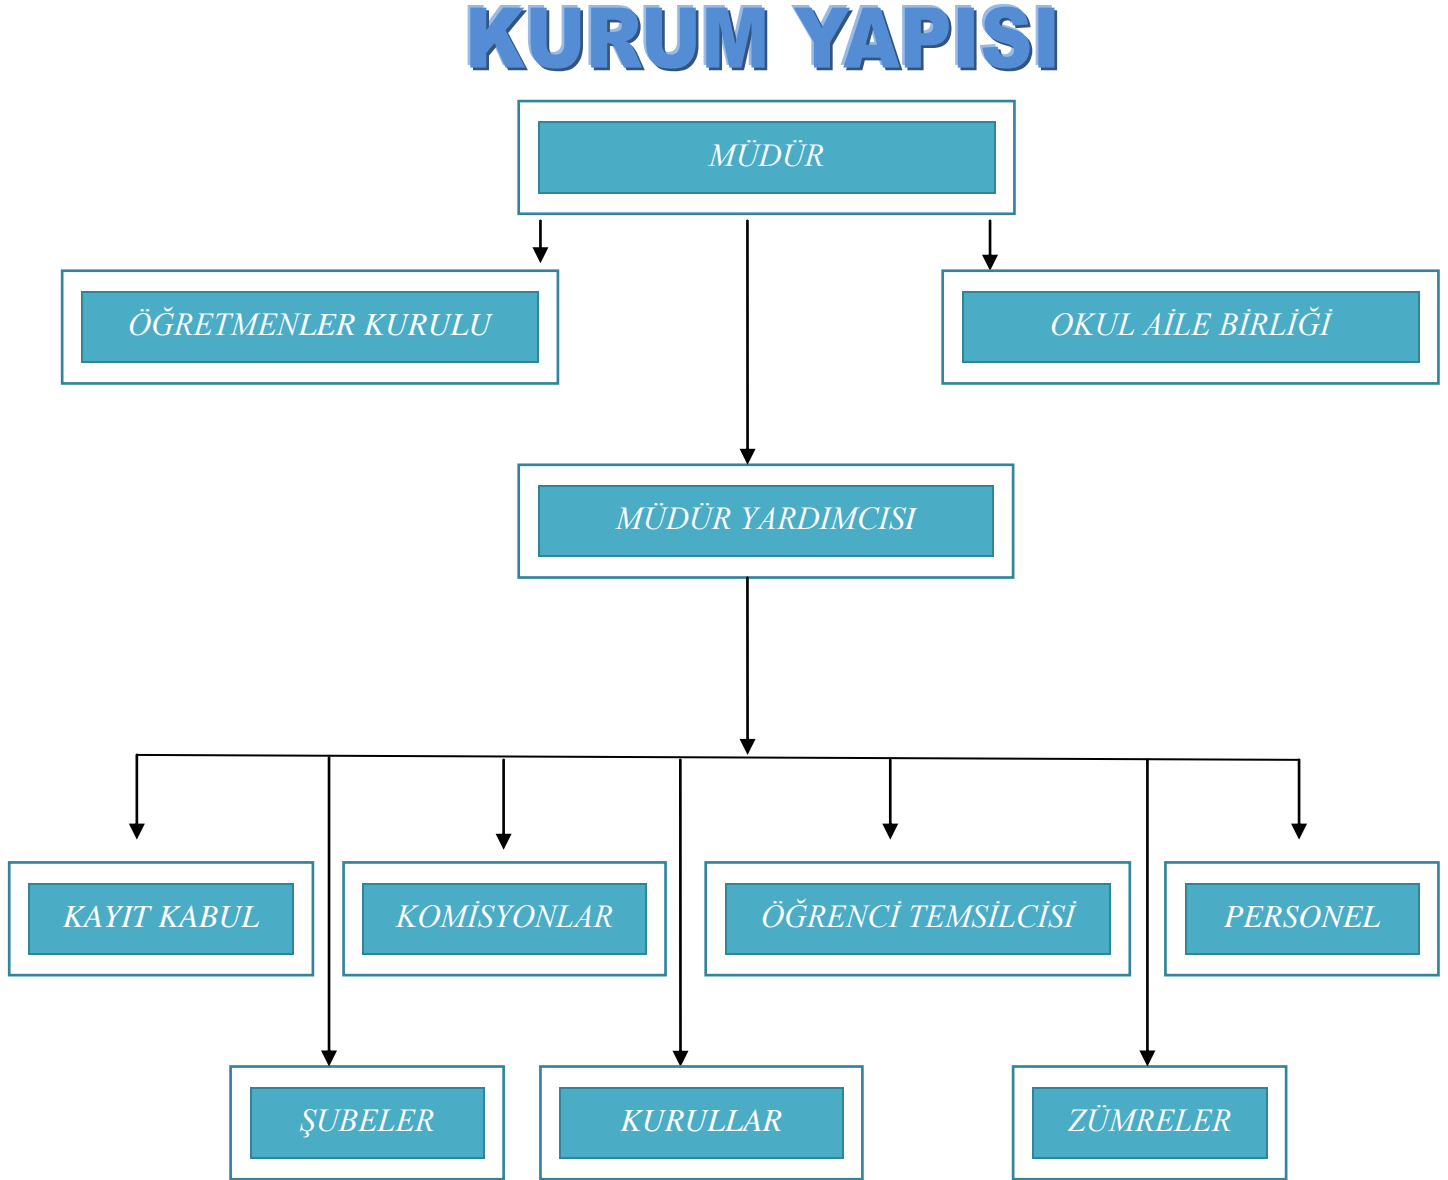 KURUM YAPISI
MÜDÜR
ÖĞRETMENLER KURULU
OKUL AİLE BİRLİĞİ
MÜDÜR YARDIMCISI
KAYIT KABUL
KOMİSYONLAR
ÖĞRENCİ TEMSİLCİSİ
PERSONEL
ŞUBELER
KURULLAR
ZÜMRELER